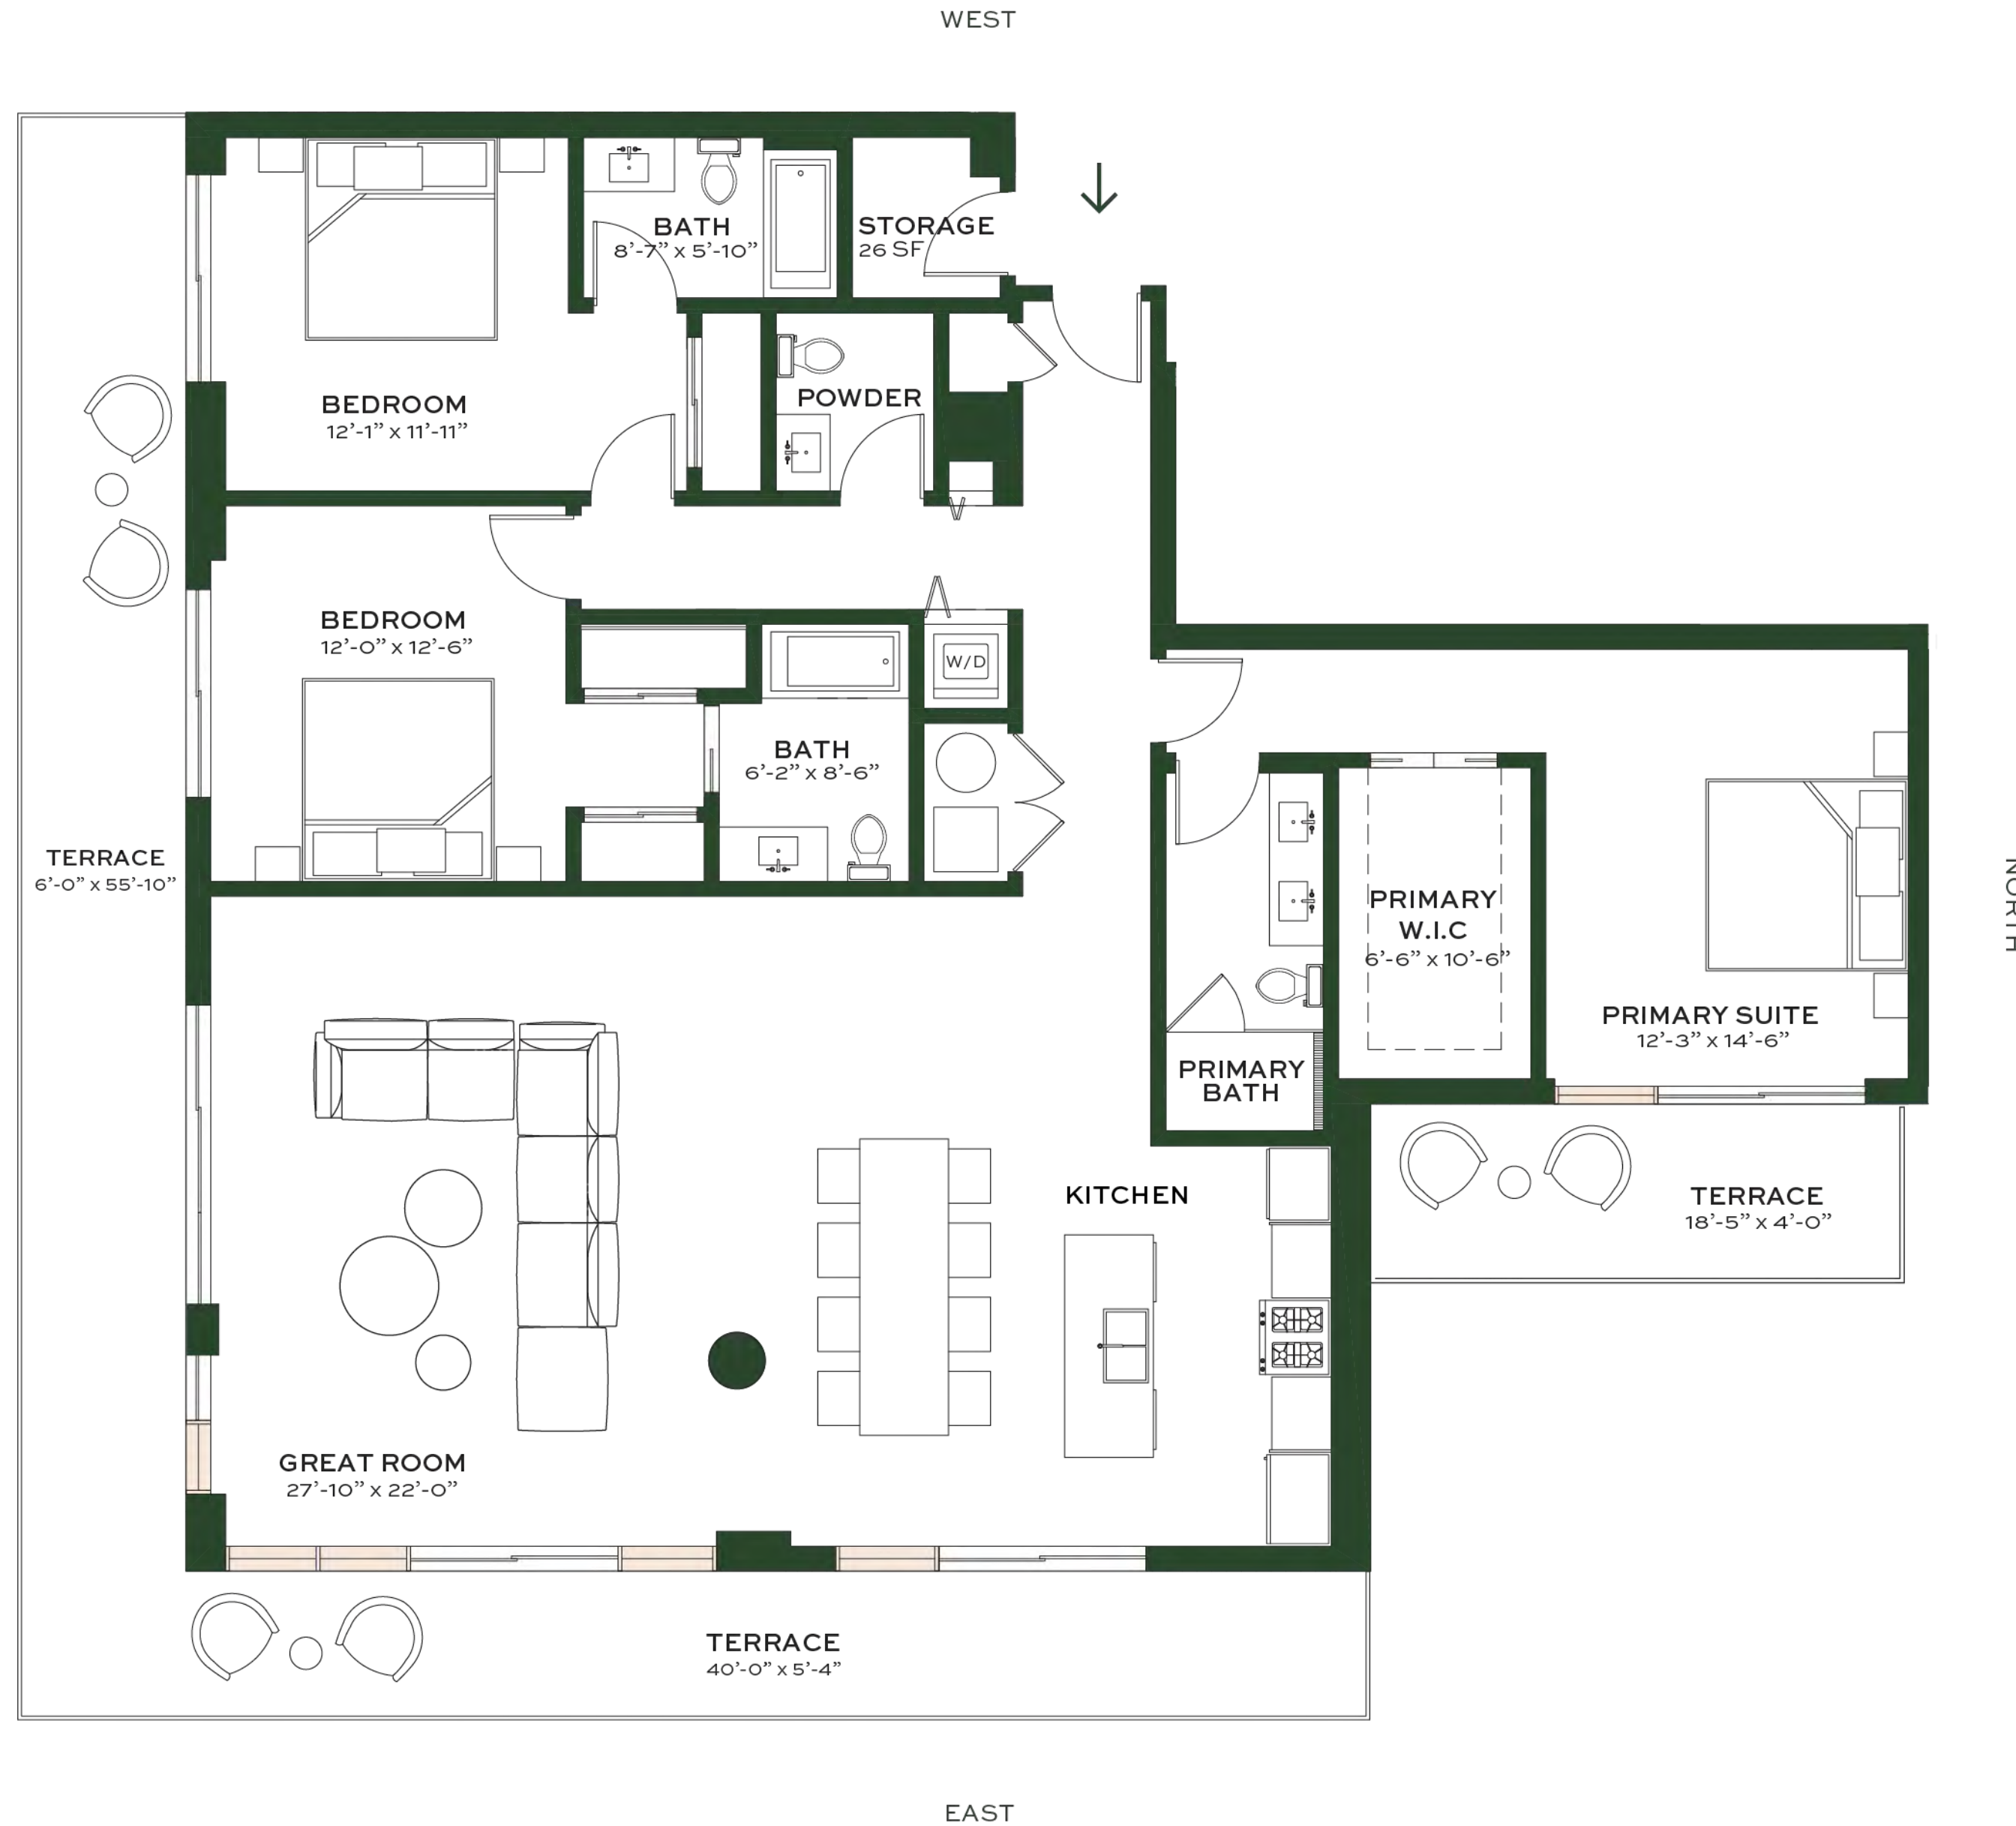 WEST
BATH
8’-7” x 5’-10”
STORAGE
26 SF
POWDER
BEDROOM
12’-1” x 11’-11”
BEDROOM
12’-0” x 12’-6”
W/D
BATH
6’-2” x 8’-6”
TERRACE
6’-0” x 55’-10”
PRIMARY
W.I.C
6’-6” x 10’-6”
NORTH
PRIMARY SUITE
12’-3” x 14’-6”
PRIMARY
BATH
KITCHEN
TERRACE
18’-5” x 4’-0”
GREAT ROOM
27’-10” x 22’-0”
TERRACE
40’-0” x 5’-4”
EAST